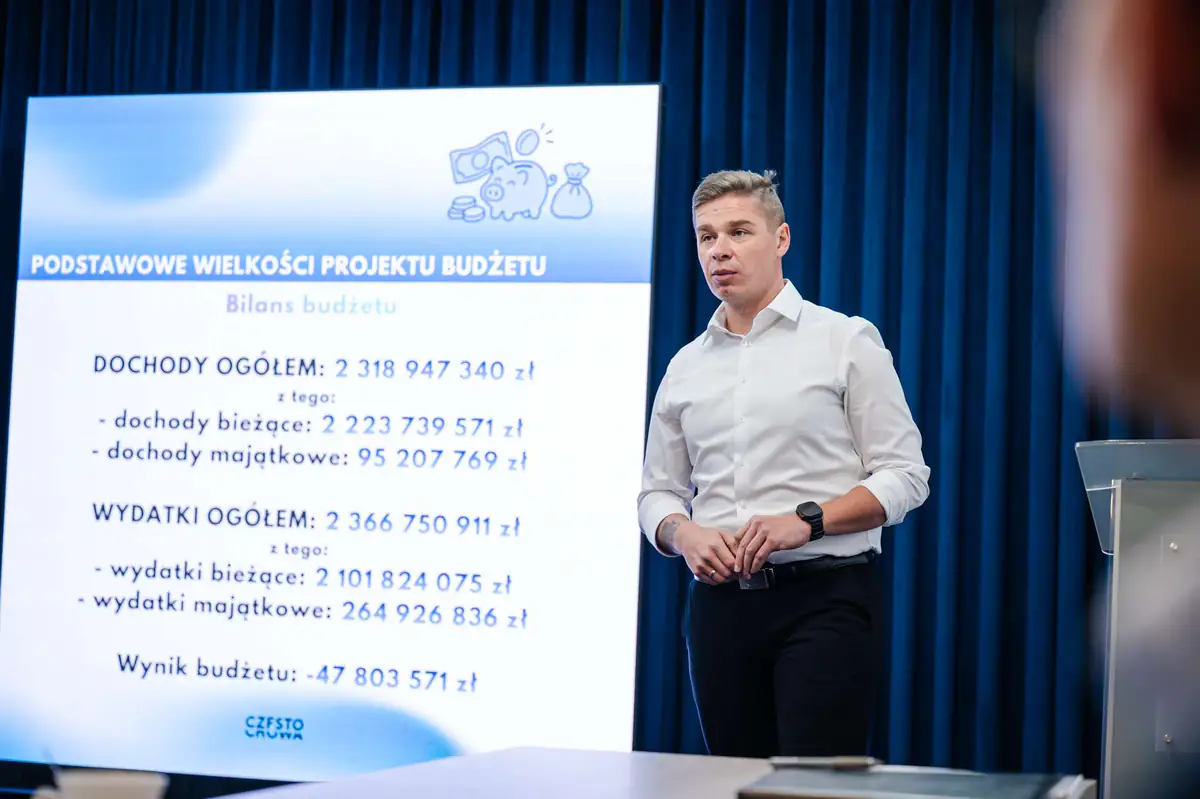 PODSTAWOWE WIELKOŚCI PROJEKTU BUDŻETU
Bilans budżetu
DOCHODY OGÓŁEM: 2 318 947 340 zł
z tego:
- dochody bieżące: 2 223 739 571 zł
- dochody majątkowe: 95 207 769 zł
WYDATKI OGÓŁEM: 2 366 750 911 zł
z tego:
- wydatki bieżące: 2 101 824 075 zł
- wydatki majątkowe: 264 926 836 zł
Wynik budżetu: -47 803 571 zł
CZĘSTO
CHOWA